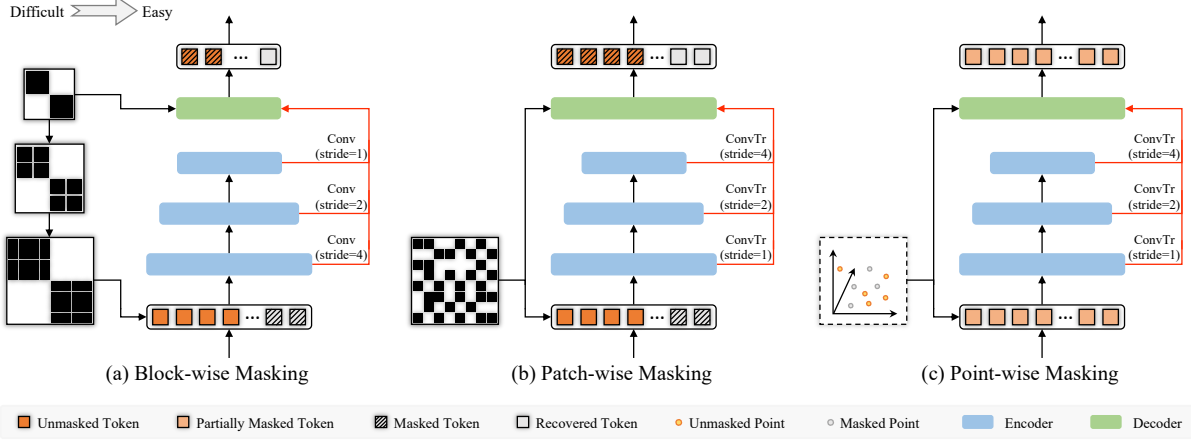 Difficult
Easy
...
Conv
(stride=1)
Conv
(stride=2)
Conv
(stride=4)
...
(a) Block-wise Masking
...
ConvTr
(stride=4)
ConvTr
(stride=2)
ConvTr
(stride=1)
...
(b) Patch-wise Masking
...
ConvTr
(stride=4)
ConvTr
(stride=2)
ConvTr
(stride=1)
...
(c) Point-wise Masking
Unmasked Token
Partially Masked Token
Masked Token
Recovered Token
Unmasked Point
Masked Point
Encoder
Decoder